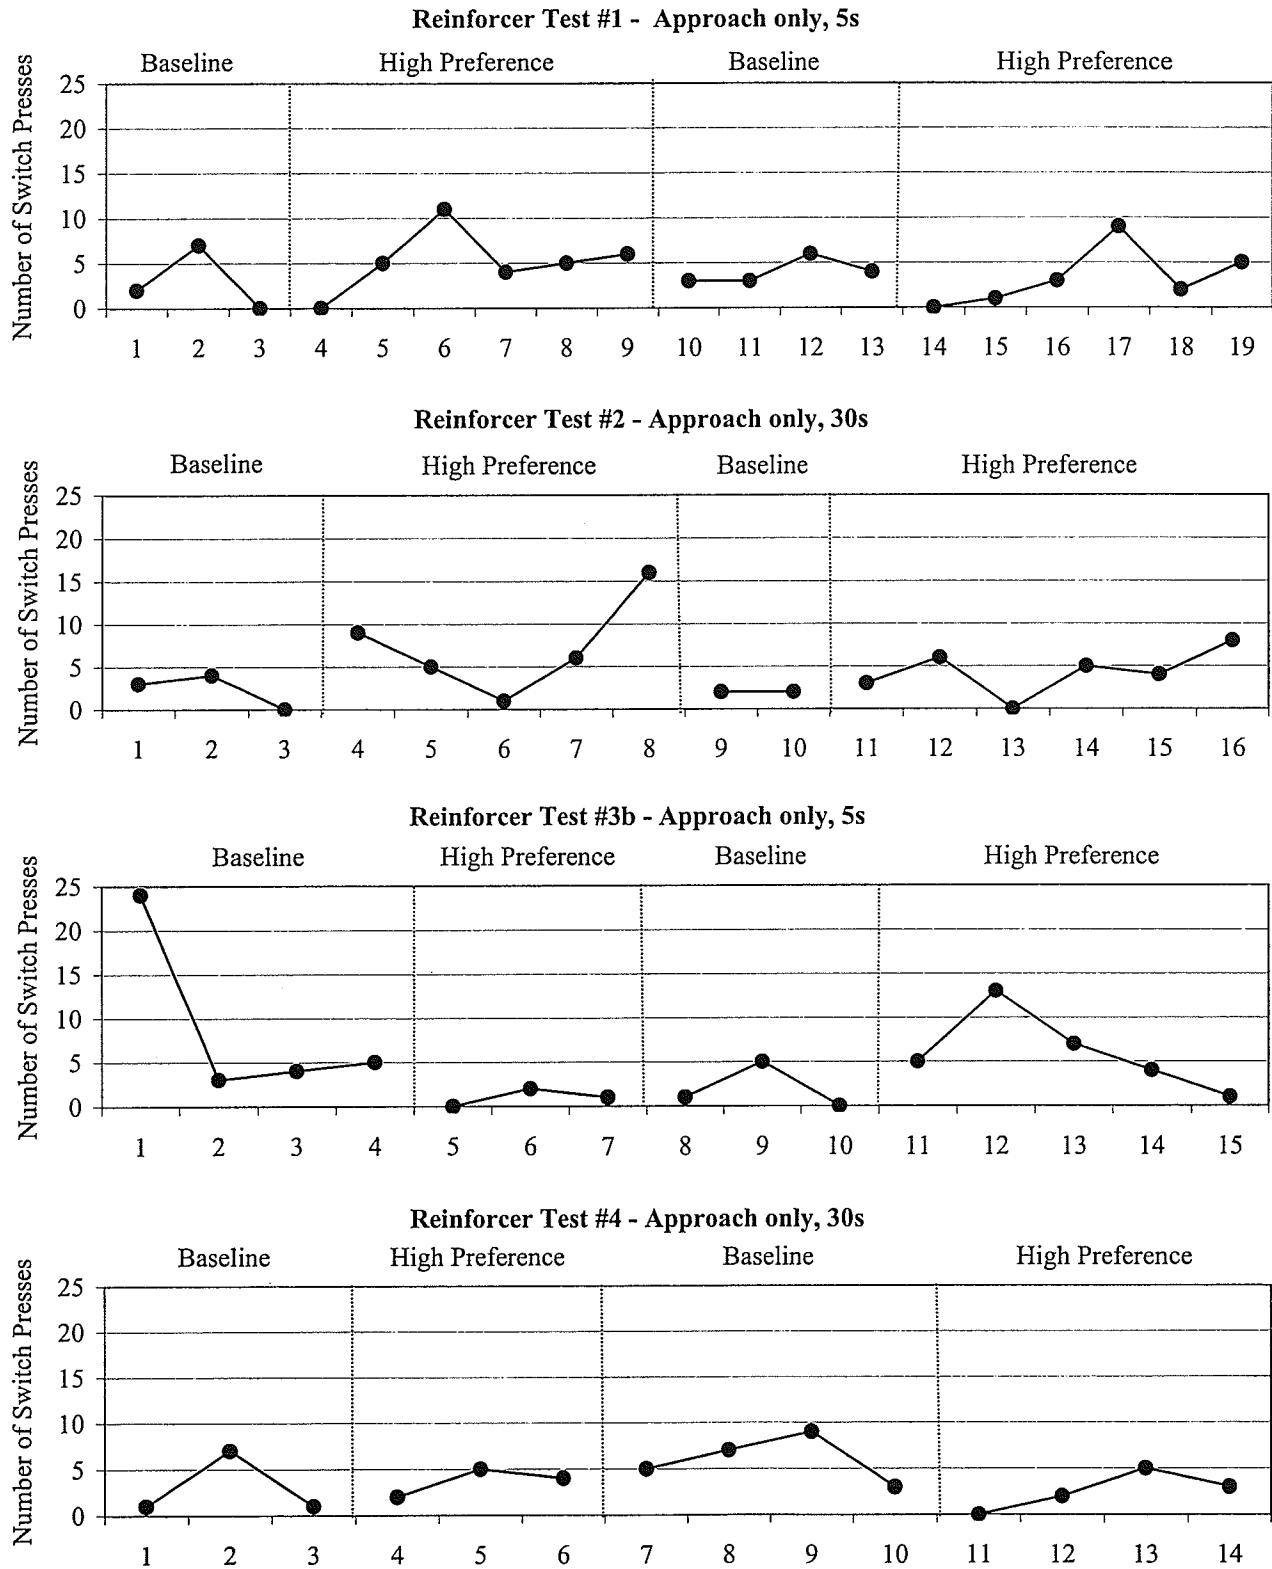 Reinforcer Test #1 - Approach only, 5s
Baseline High Preference Baseline High Preference
Number of Switch Presses
25
20
15
10
5
0
1 2 3 4 5 6 7 8 9 10 11 12 13 14 15 16 17 18 19
Reinforcer Test #2 - Approach only, 30s
Baseline High Preference Baseline High Preference
Number of Switch Presses
25
20
15
10
5
0
1 2 3 4 5 6 7 8 9 10 11 12 13 14 15 16
Reinforcer Test #3b - Approach only, 5s
Baseline High Preference Baseline High Preference
Number of Switch Presses
25
20
15
10
5
0
1 2 3 4 5 6 7 8 9 10 11 12 13 14 15
Reinforcer Test #4 - Approach only, 30s
Baseline High Preference Baseline High Preference
Number of Switch Presses
25
20
15
10
5
0
1 2 3 4 5 6 7 8 9 10 11 12 13 14